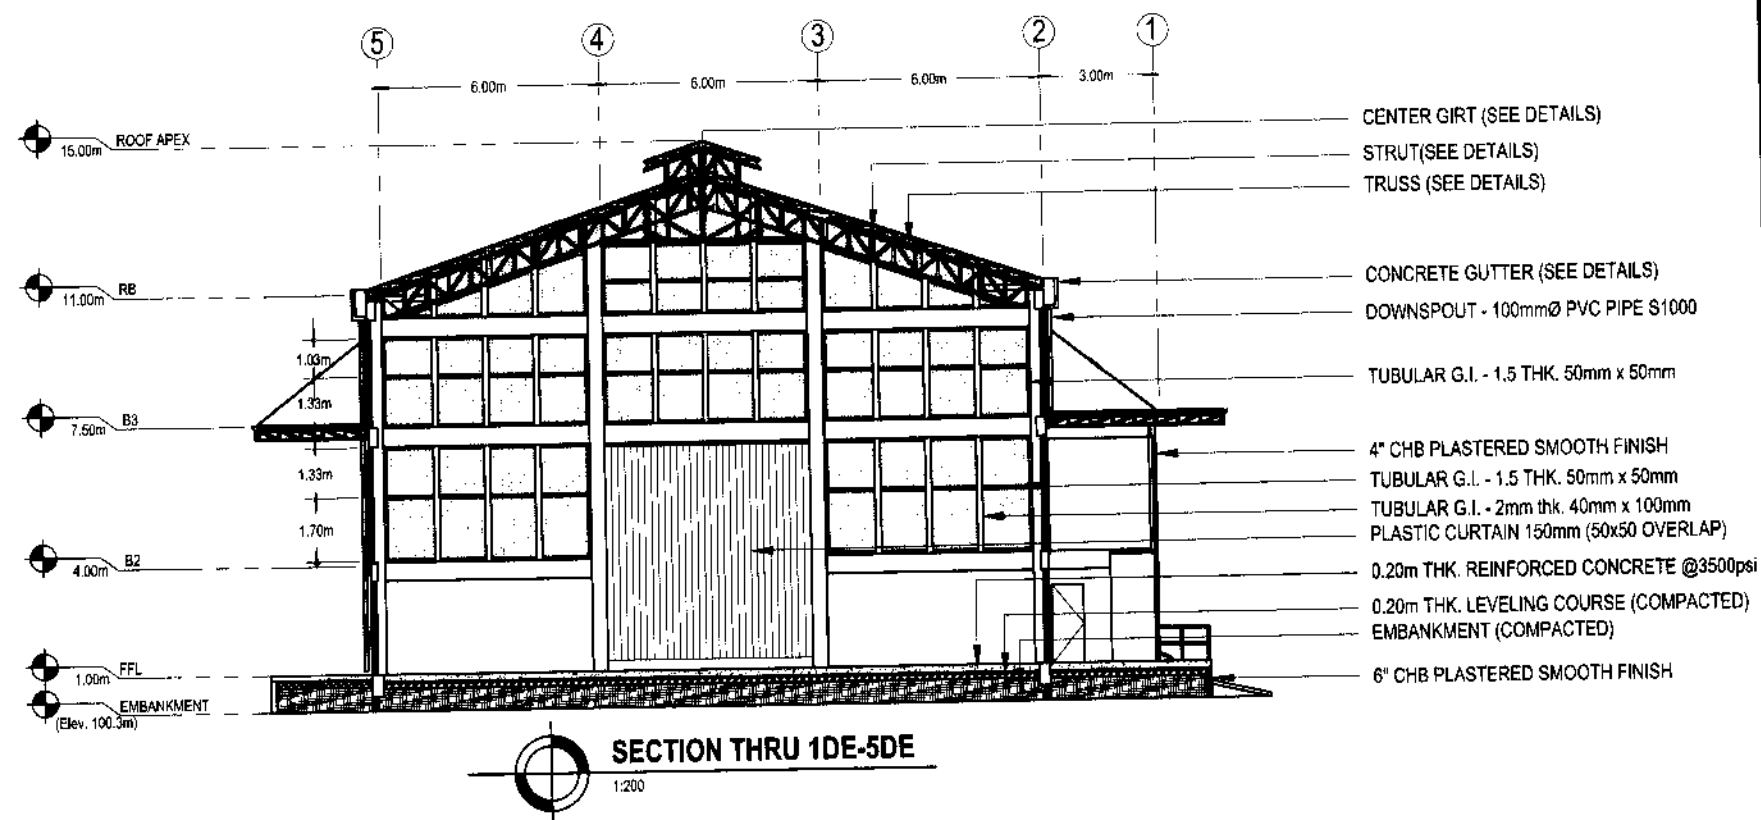 5
4
3
2
1
6.00m
6.00m
6.00m
3.00m
ROOF APEX
15.00m
RB
11.00m
1.03m
1.33m
B3
7.50m
1.33m
1.70m
B2
4.00m
FFL
1.00m
EMBANKMENT
(Elev. 100.3m)
CENTER GIRT (SEE DETAILS)
STRUT(SEE DETAILS)
TRUSS (SEE DETAILS)
CONCRETE GUTTER (SEE DETAILS)
DOWNSPOUT - 100mmØ PVC PIPE S1000
TUBULAR G.I. - 1.5 THK. 50mm x 50mm
4" CHB PLASTERED SMOOTH FINISH
TUBULAR G.I. - 1.5 THK. 50mm x 50mm
TUBULAR G.I. - 2mm thk. 40mm x 100mm
PLASTIC CURTAIN 150mm (50x50 OVERLAP)
0.20m THK. REINFORCED CONCRETE @3500psi
0.20m THK. LEVELING COURSE (COMPACTED)
EMBANKMENT (COMPACTED)
6" CHB PLASTERED SMOOTH FINISH
SECTION THRU 1DE-5DE
1:200